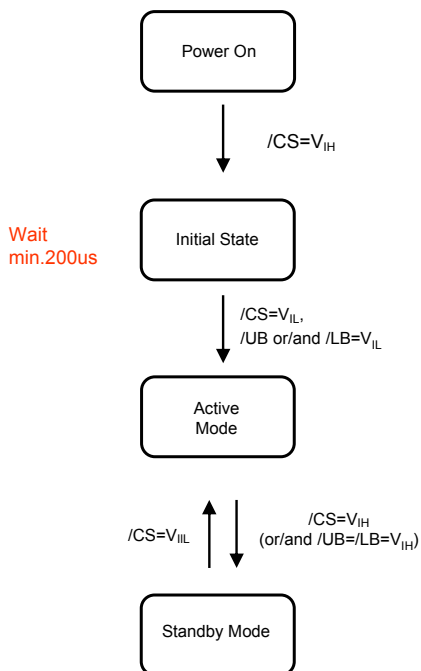 Power On
/CS=VIH
Wait
min.200us
Initial State
/CS=VIL,
/UB or/and /LB=VIL
Active
Mode
/CS=VIIL
/CS=VIH
(or/and /UB=/LB=VIH)
Standby Mode